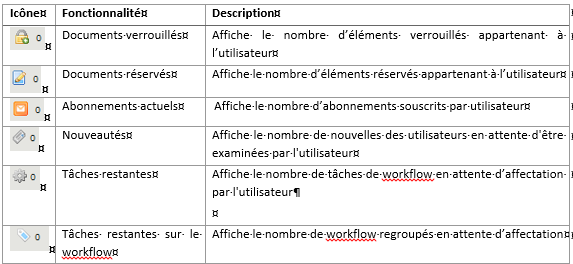 Icône¤ Fonctionnalité¤ Description¤
0 ¤ Documents verrouillés¤ Affiche le nombre d'éléments verrouillés appartenant à
l'utilisateur¤
0 ¤ Documents réservés¤ Affiche le nombre d'éléments réservés appartenant à l'utilisateur¤
0 ¤ Abonnements actuels¤ Affiche le nombre d'abonnements souscrits par utilisateur¤
0 ¤ Nouveautés¤ Affiche le nombre de nouvelles des utilisateurs en attente d'être
examinées par l'utilisateur¤
0 ¤ Tâches restantes¤ Affiche le nombre de tâches de workflow en attente d'affectation
par l'utilisateur¶
¤
0 ¤ Tâches restantes sur le Affiche le nombre de workflow regroupés en attente d'affectation¤
workflow¤